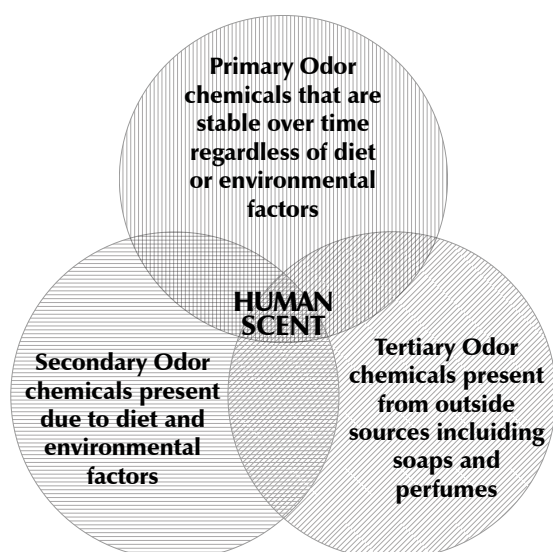 Primary Odor
chemicals that are
stable over time
regardless of diet
or environmental
factors
HUMAN
SCENT
Secondary Odor
chemicals present
due to diet and
environmental
factors
Tertiary Odor
chemicals present
from outside
sources incluiding
soaps and
perfumes